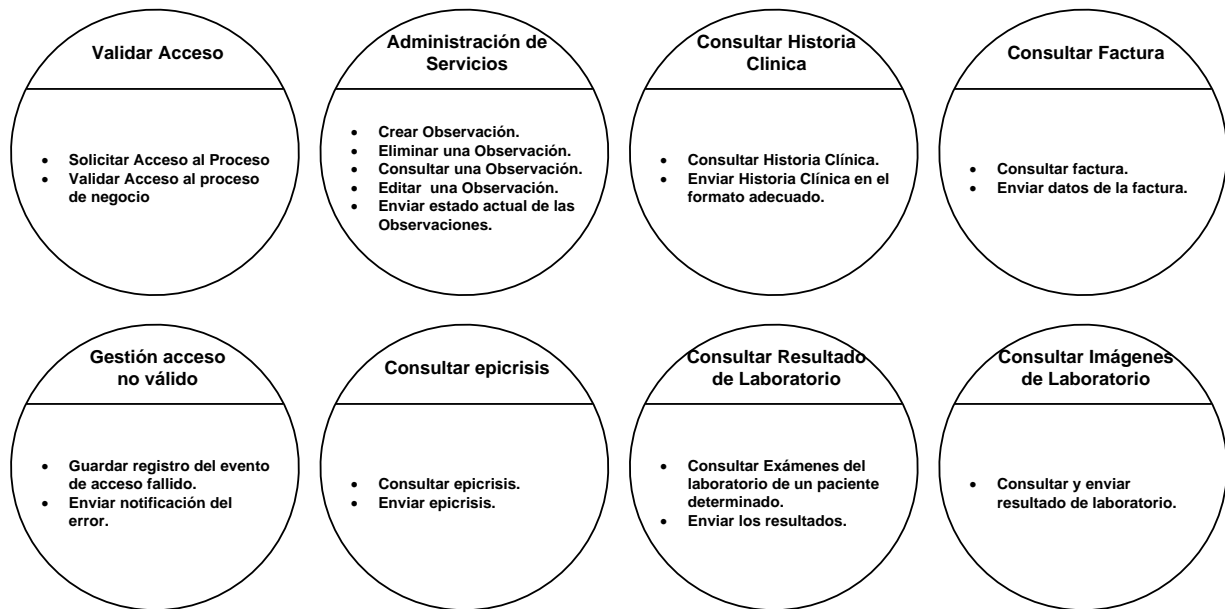 Validar Acceso
• Solicitar Acceso al Proceso
• Validar Acceso al proceso
de negocio
Administración de
Servicios
• Crear Observación.
• Eliminar una Observación.
• Consultar una Observación.
• Editar una Observación.
• Enviar estado actual de las
Observaciones.
Consultar Historia
Clinica
• Consultar Historia Clínica.
• Enviar Historia Clínica en el
formato adecuado.
Consultar Factura
• Consultar factura.
• Enviar datos de la factura.
Gestión acceso
no válido
• Guardar registro del evento
de acceso fallido.
• Enviar notificación del
error.
Consultar epicrisis
• Consultar epicrisis.
• Enviar epicrisis.
Consultar Resultado
de Laboratorio
• Consultar Exámenes del
laboratorio de un paciente
determinado.
• Enviar los resultados.
Consultar Imágenes
de Laboratorio
• Consultar y enviar
resultado de laboratorio.